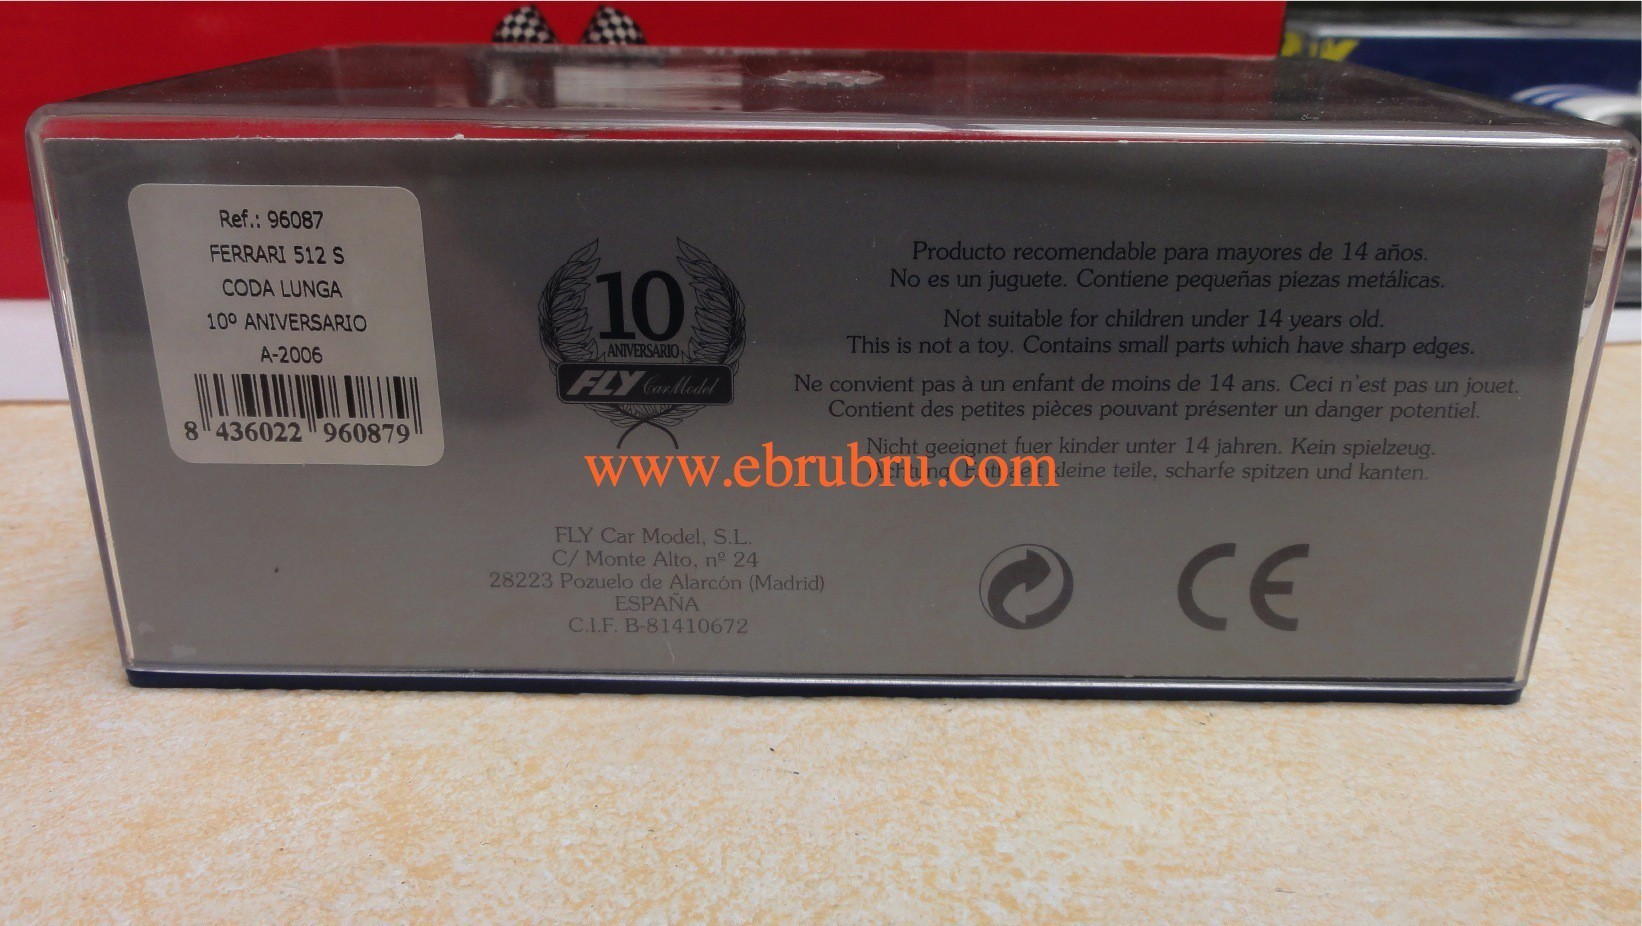 Ref.: 96087
FERRARI 512 S
CODA LUNGA
10º ANIVERSARIO
A-2006
8 436022 960879
10
ANIVERSARIO
FLY Car Model
Producto recomendable para mayores de 14 años.
No es un juguete. Contiene pequeñas piezas metálicas.
Not suitable for children under 14 years old.
This is not a toy. Contains small parts which have sharp edges.
Ne convient pas à un enfant de moins de 14 ans. Ceci n'est pas un jouet.
Contient des petites pièces pouvant présenter un danger potentiel.
Nicht geeignet fuer kinder unter 14 jahren. Kein spielzeug.
kleine teile, scharfe spitzen und kanten.
www.ebrubru.com
FLY Car Model, S.L.
C/ Monte Alto, nº 24
28223 Pozuelo de Alarcón (Madrid)
ESPAÑA
C.I.F. B-81410672
CE